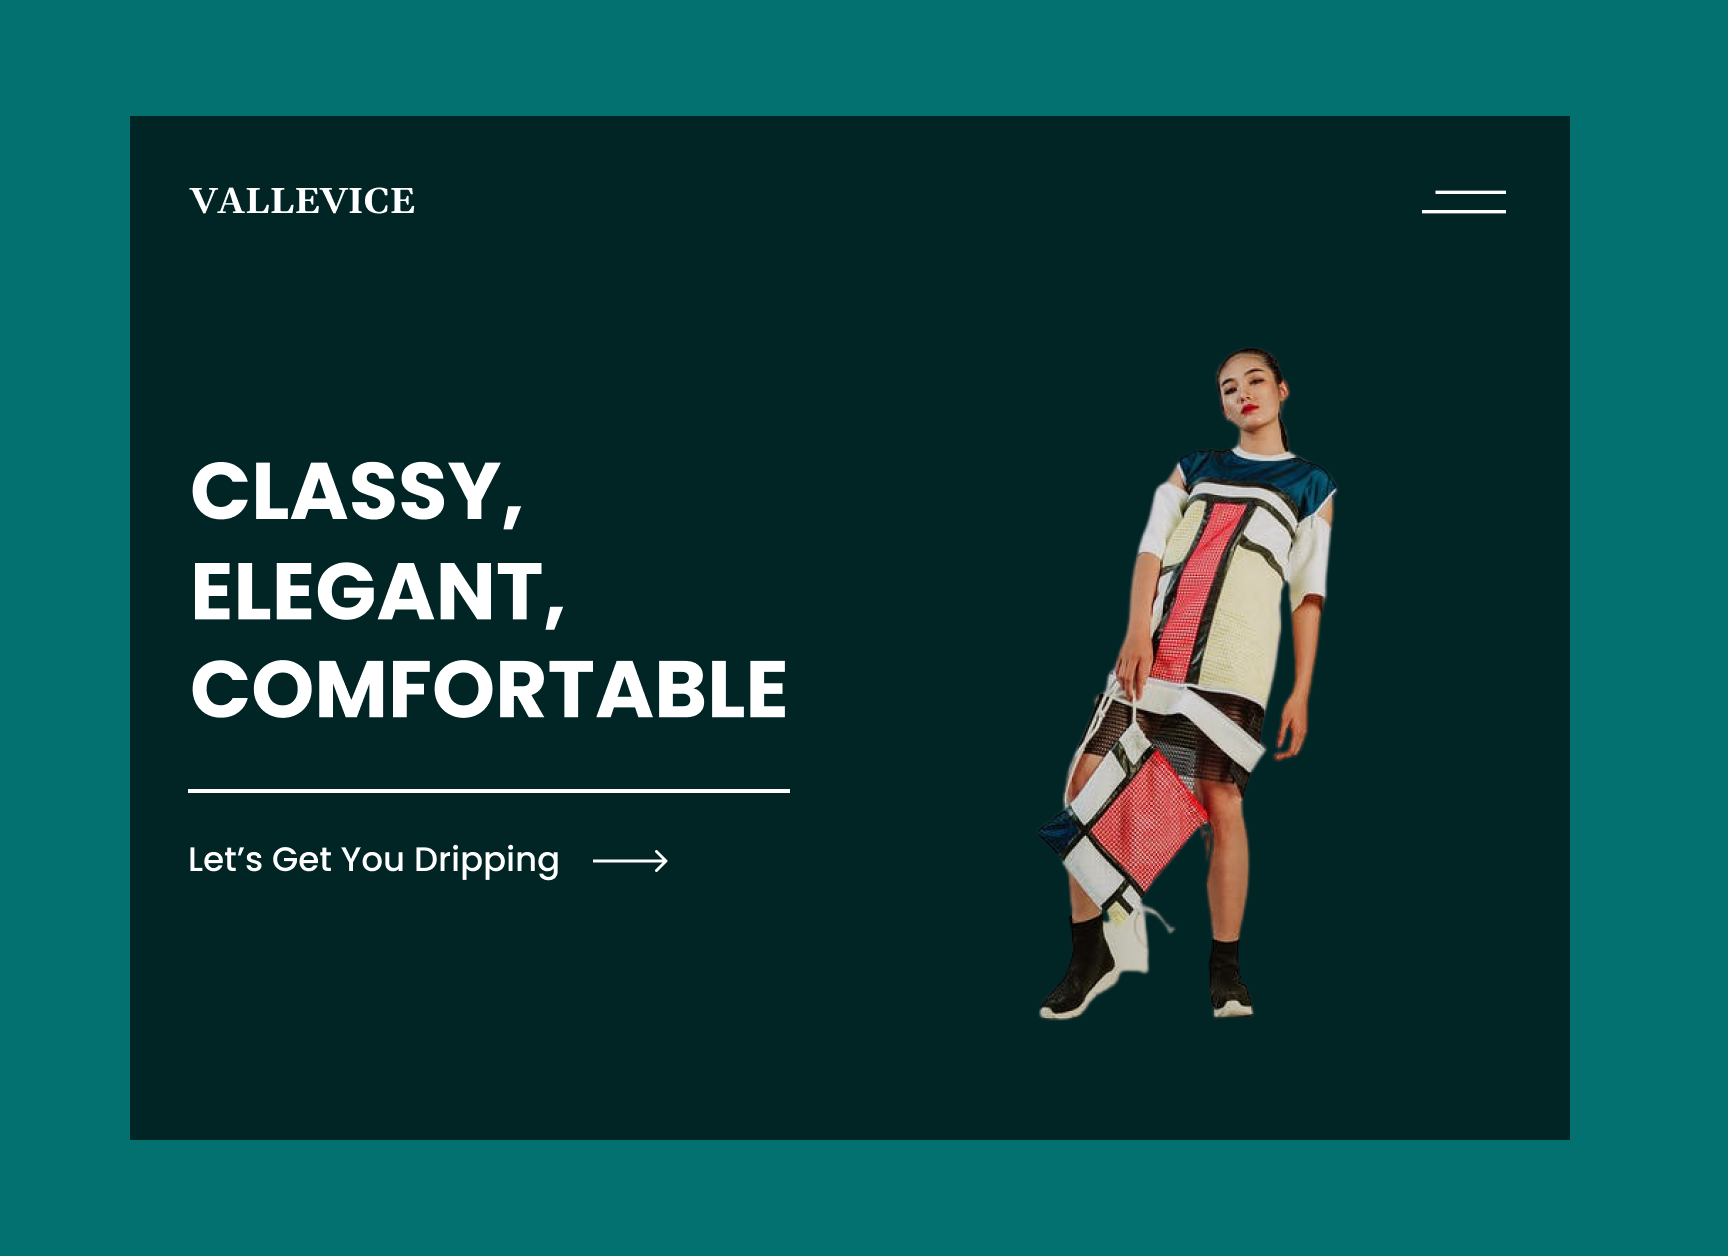 VALLEVICE
CLASSY,
ELEGANT,
COMFORTABLE
Let’s Get You Dripping